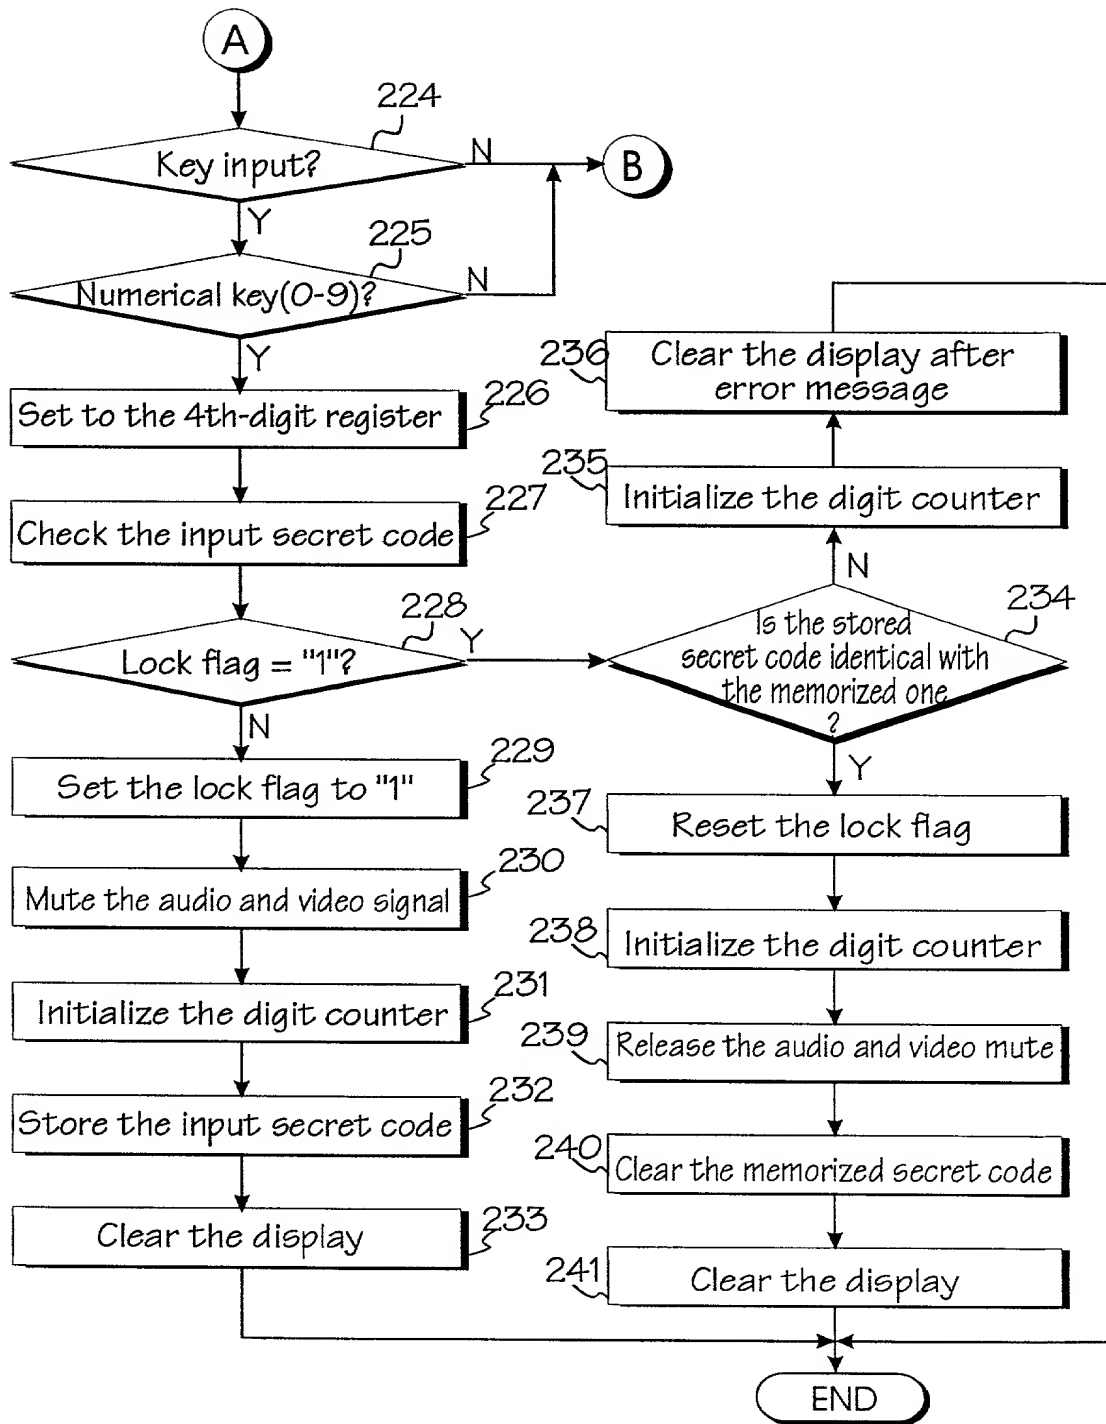 A
224
Key input?
N
B
Y
225
Numerical key(0-9)?
N
Y
Set to the 4th-digit register
226
Check the input secret code
227
228
Lock flag = "1"?
Y
N
Set the lock flag to "1"
229
Mute the audio and video signal
230
Initialize the digit counter
231
Store the input secret code
232
Clear the display
233
236
Clear the display after
error message
235
Initialize the digit counter
N
234
Is the stored
secret code identical with
the memorized one
?
Y
237
Reset the lock flag
238
Initialize the digit counter
239
Release the audio and video mute
240
Clear the memorized secret code
241
Clear the display
END